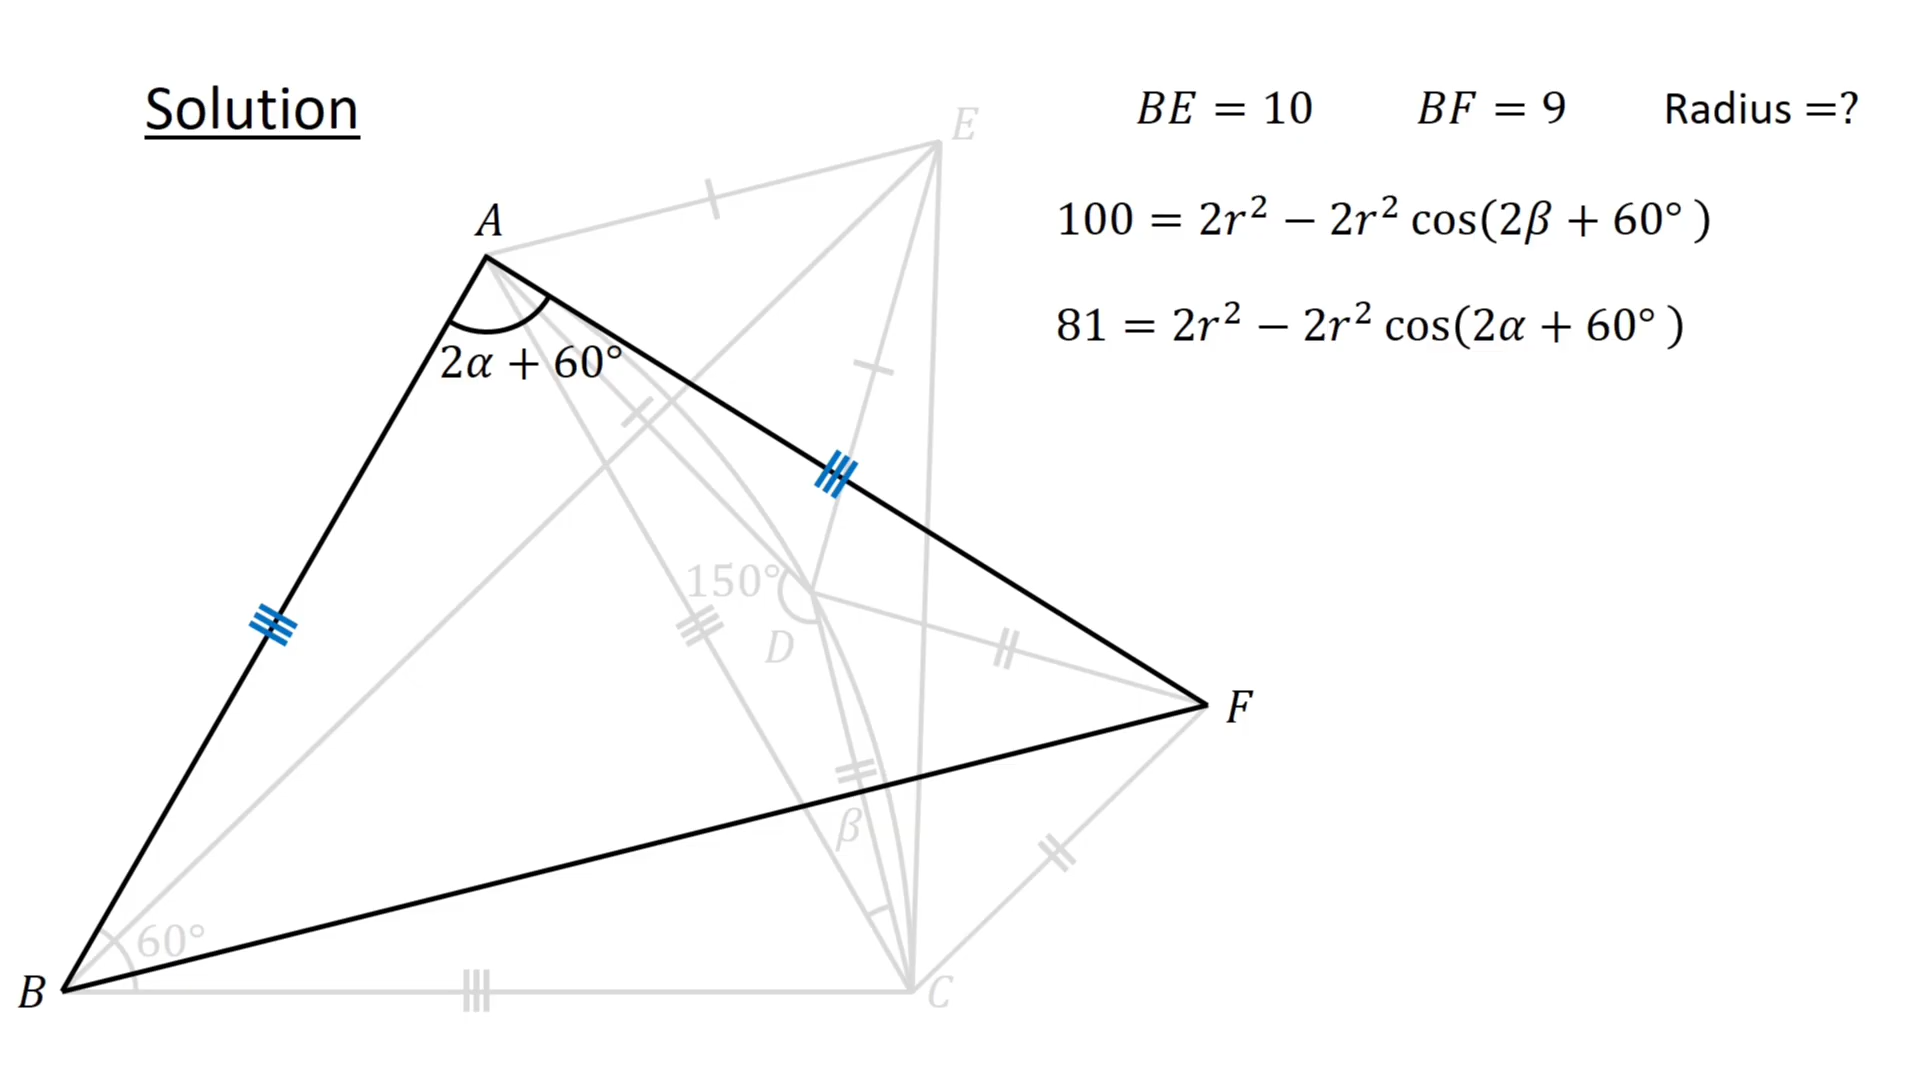 Solution
BE = 10 BF = 9 Radius =?
100 = 2r² − 2r² cos(2β + 60°)
81 = 2r² − 2r² cos(2α + 60°)
E
A
2α + 60°
150°
D
F
β
60°
B
C